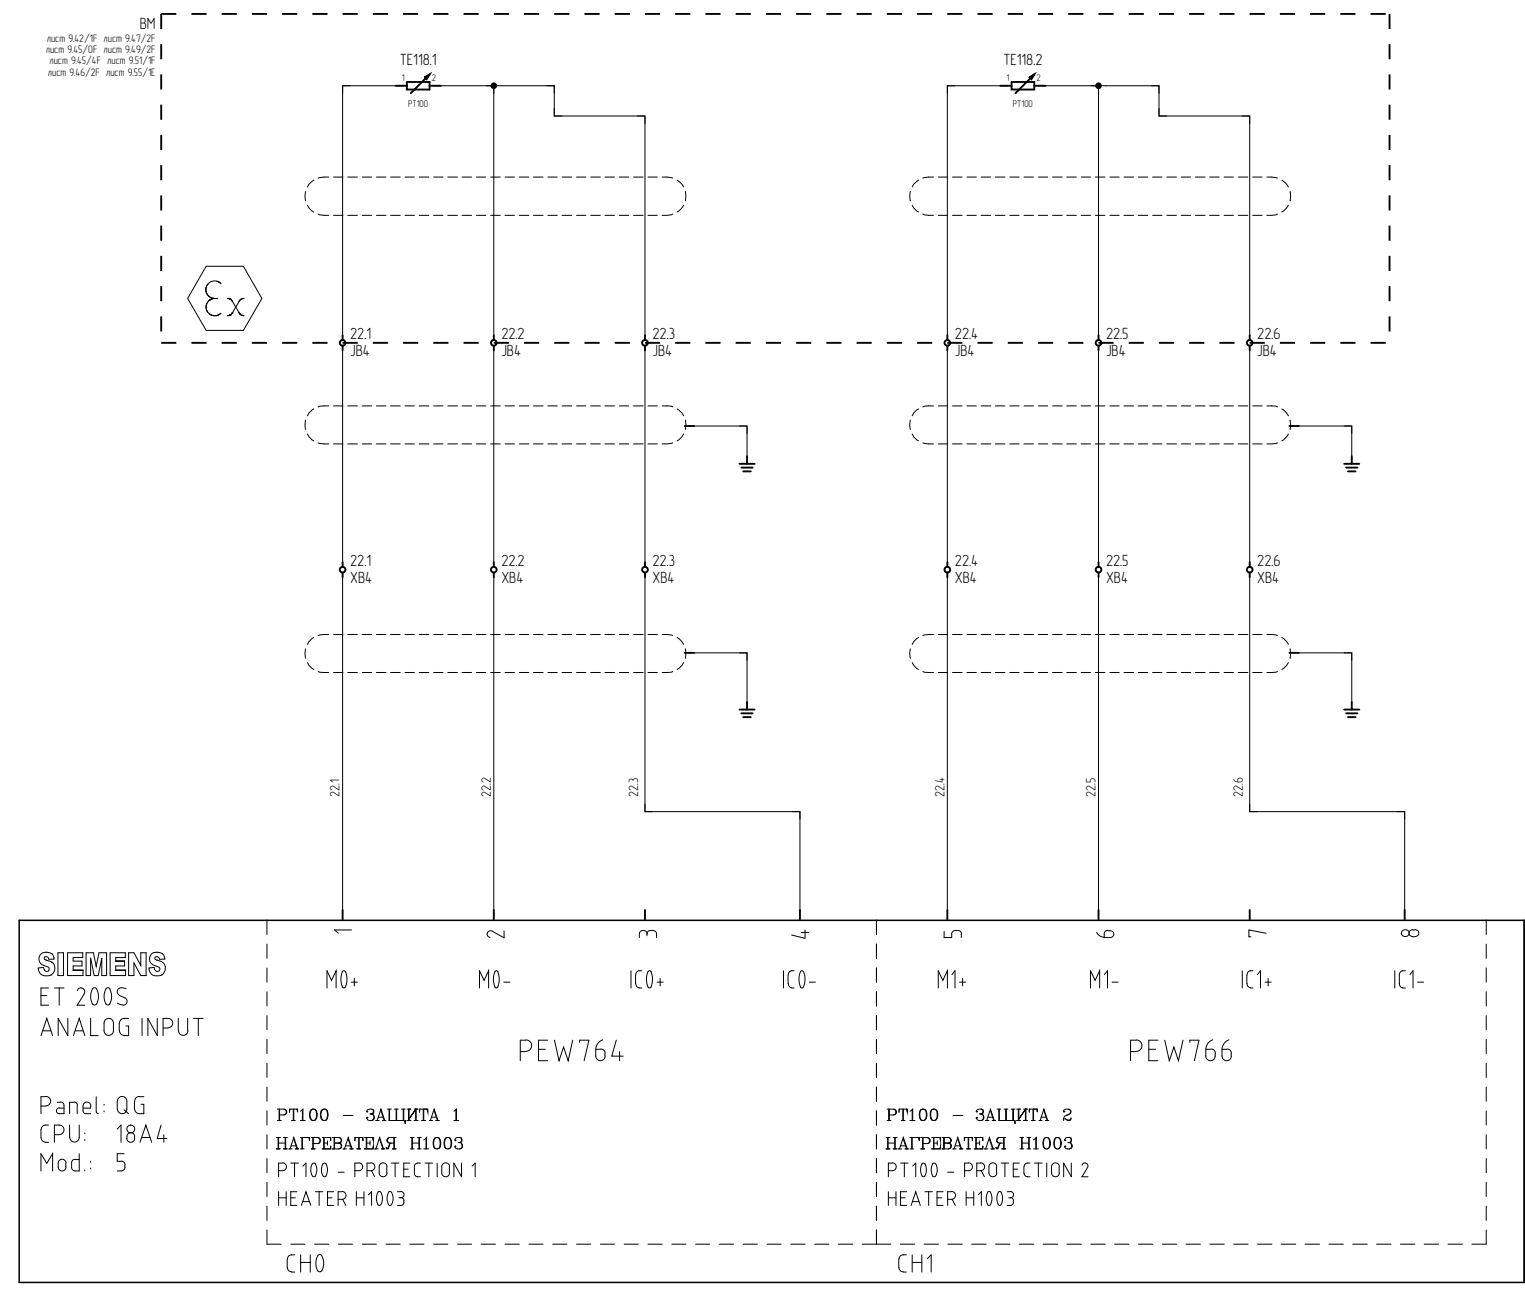 BM
лист 9.42/1F лист 9.47/2F
лист 9.45/0F лист 9.49/2F
лист 9.45/4F лист 9.51/1F
лист 9.46/2F лист 9.55/1E
TE118.1
1 2
PT100
TE118.2
1 2
PT100
Ex
22.1 22.2 22.3 22.4 22.5 22.6
JB4 JB4 JB4 JB4 JB4 JB4
22.1 22.2 22.3 22.4 22.5 22.6
XB4 XB4 XB4 XB4 XB4 XB4
22.1 22.2 22.3 22.4 22.5 22.6
1 2 3 4 5 6 7 8
M0+ M0- IC0+ IC0- M1+ M1- IC1+ IC1-
SIEMENS
ET 200S
ANALOG INPUT
Panel: QG
CPU: 18A4
Mod.: 5
PEW764
PT100 - ЗАЩИТА 1
НАГРЕВАТЕЛЯ H1003
PT100 - PROTECTION 1
HEATER H1003
CH0
PEW766
PT100 - ЗАЩИТА 2
НАГРЕВАТЕЛЯ H1003
PT100 - PROTECTION 2
HEATER H1003
CH1